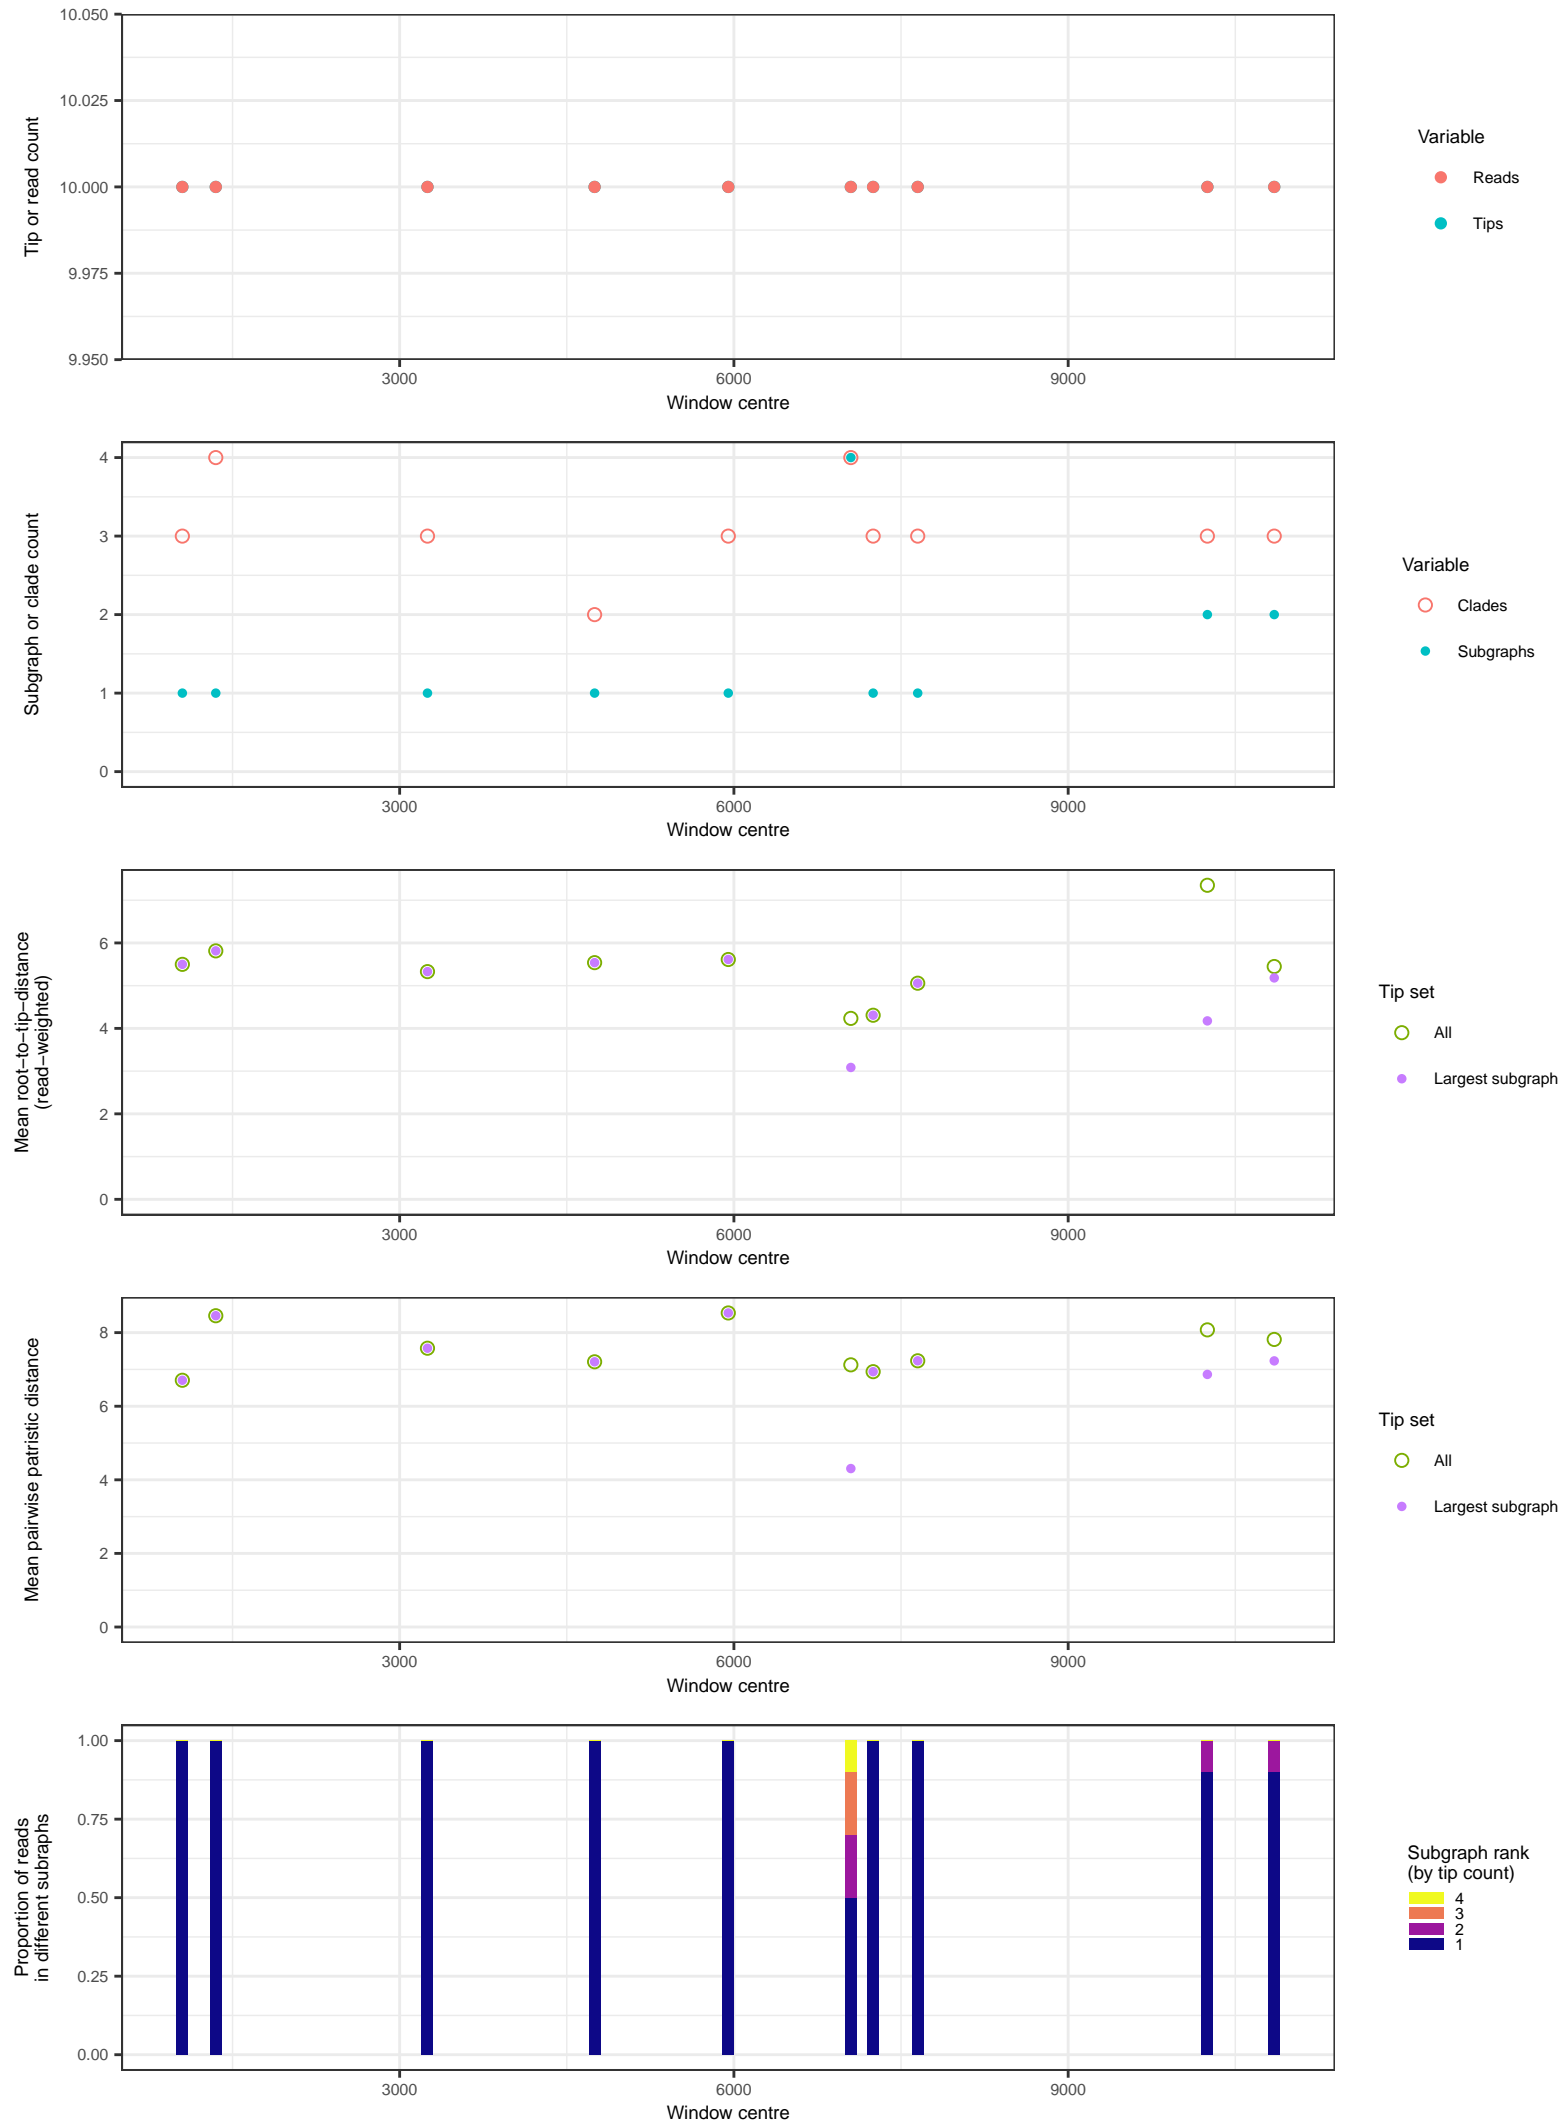 10.050
10.025
10.000
9.975
9.950
Tip or read count
3000
6000
9000
Window centre
Variable
Reads
Tips
4
3
2
1
0
Subgraph or clade count
3000
6000
9000
Window centre
Variable
Clades
Subgraphs
6
4
2
0
Mean root−to−tip−distance
(read−weighted)
3000
6000
9000
Window centre
Tip set
All
Largest subgraph
8
6
4
2
0
Mean pairwise patristic distance
3000
6000
9000
Window centre
Tip set
All
Largest subgraph
1.00
0.75
0.50
0.25
0.00
Proportion of reads
in different subraphs
3000
6000
9000
Window centre
Subgraph rank
(by tip count)
4
3
2
1